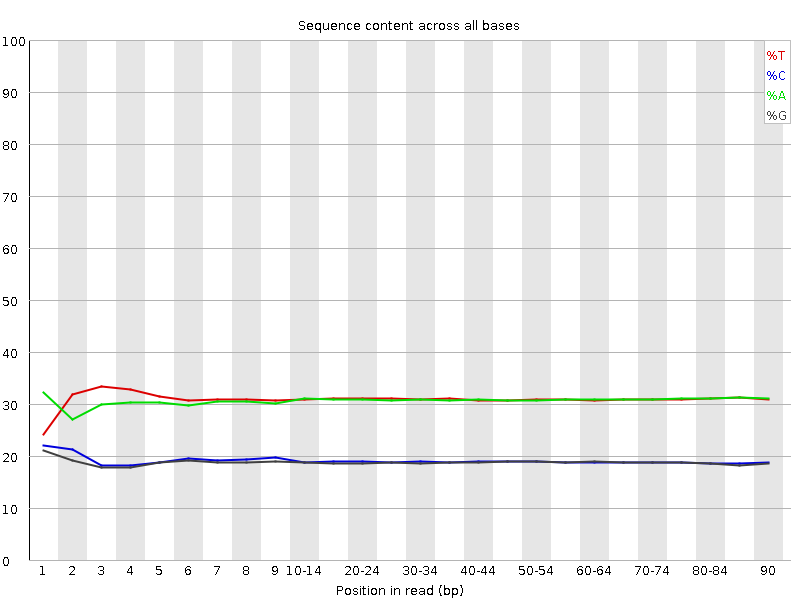 Sequence content across all bases
100
90
80
70
60
50
40
30
20
10
0
%T
%C
%A
%G
1 2 3 4 5 6 7 8 9 10-14 20-24 30-34 40-44 50-54 60-64 70-74 80-84 90
Position in read (bp)